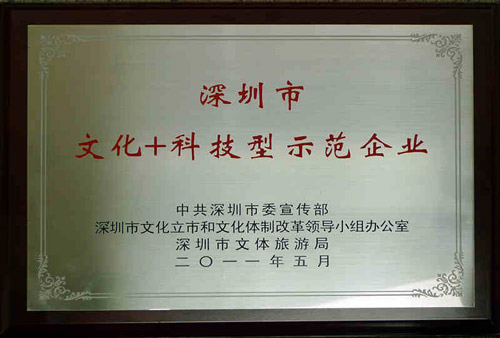 深圳市
文化+科技型示范企业
中共深圳市委宣传部
深圳市文化立市和文化体制改革领导小组办公室
深圳市文体旅游局
二〇一一年五月